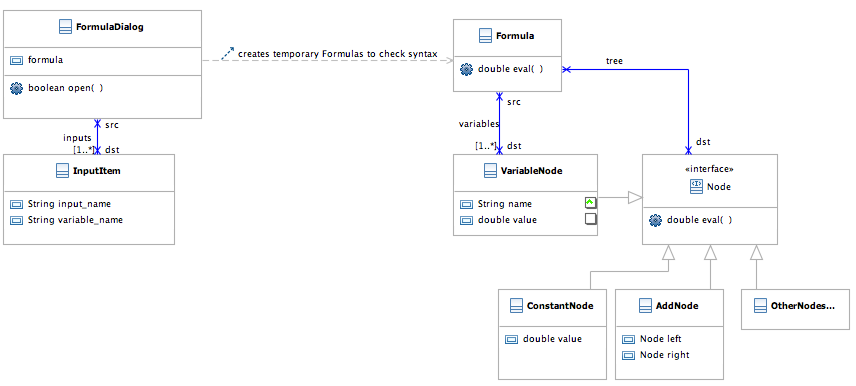 FormulaDialog
formula
boolean open( )
creates temporary Formulas to check syntax
Formula
double eval( )
tree
src
inputs
[1..*]
dst
src
variables
[1..*]
dst
dst
InputItem
String input_name
String variable_name
VariableNode
String name
double value
«interface»
Node
double eval( )
ConstantNode
double value
AddNode
Node left
Node right
OtherNodes...